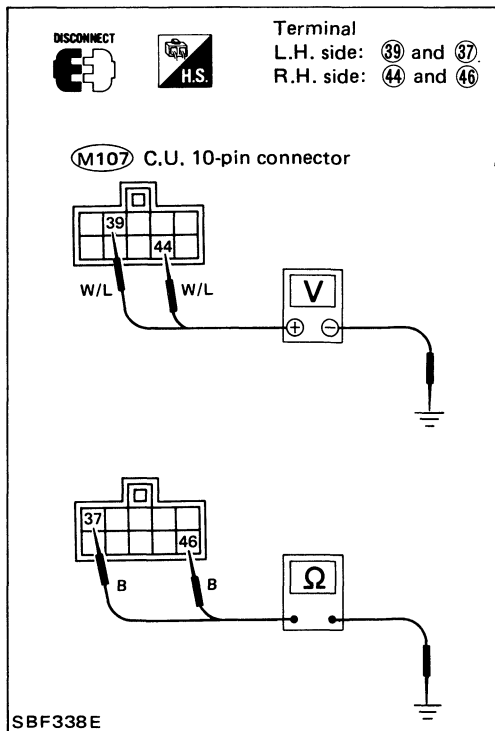 DISCONNECT
H.S.
Terminal
L.H. side: 39 and 37.
R.H. side: 44 and 46
M107 C.U. 10-pin connector
39
44
W/L W/L
V
+ −
37
46
B B
Ω
SBF338E